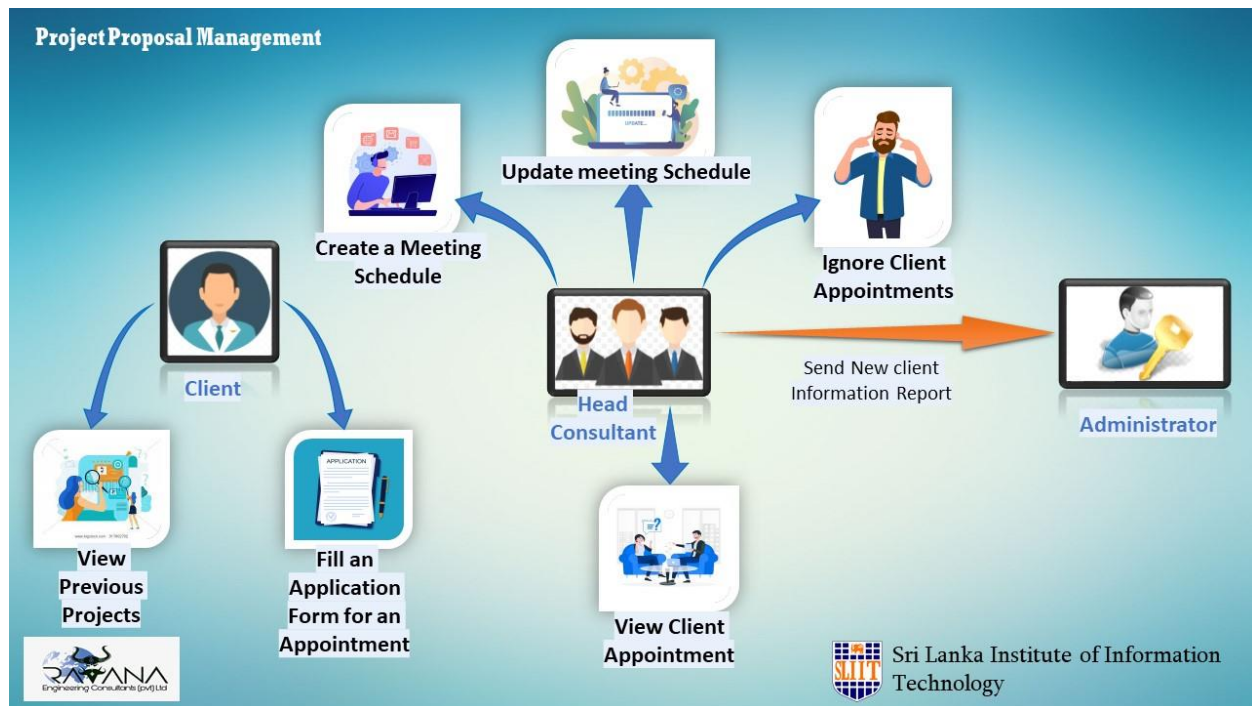 Project Proposal Management
UPDATE...
Update meeting Schedule
Create a Meeting
Schedule
Ignore Client
Appointments
Client
Head
Consultant
Send New client
Information Report
Administrator
APPLICATION
View
Previous
Projects
Fill an
Application
Form for an
Appointment
View Client
Appointment
RAVANA
Engineering Consultants (pvt) Ltd
SLIIT
Sri Lanka Institute of Information
Technology